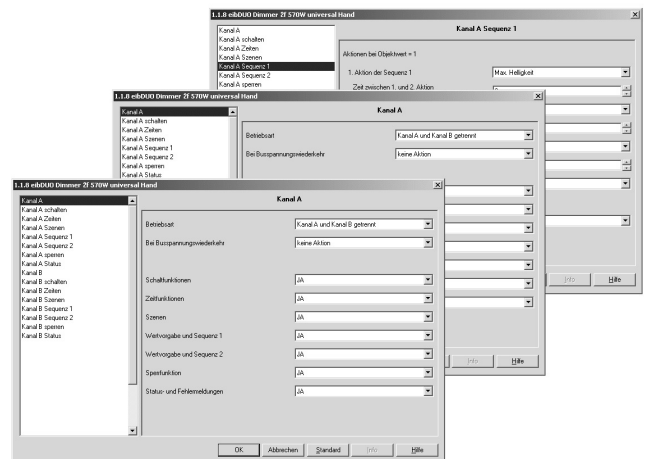 1.1.8 eibDUO Dimmer 2f 570W universal Hand
Kanal A
Kanal A schalten
Kanal A Zeiten
Kanal A Szenen
Kanal A Sequenz 1
Kanal A Sequenz 2
Kanal A sperren
Kanal A Sequenz 1
Aktionen bei Objektwert = 1
1. Aktion der Sequenz 1
Max. Helligkeit
Zeit zwischen 1. und 2. Aktion
Info
Hilfe
1.1.8 eibDUO Dimmer 2f 570W universal Hand
Kanal A
Kanal A schalten
Kanal A Zeiten
Kanal A Szenen
Kanal A Sequenz 1
Kanal A Sequenz 2
Kanal A sperren
Kanal A Status
Kanal A
Betriebsart
Kanal A und Kanal B getrennt
Bei Busspannungswiederkehr
keine Aktion
Info
Hilfe
1.1.8 eibDUO Dimmer 2f 570W universal Hand
Kanal A
Kanal A schalten
Kanal A Zeiten
Kanal A Szenen
Kanal A Sequenz 1
Kanal A Sequenz 2
Kanal A sperren
Kanal A Status
Kanal B
Kanal B schalten
Kanal B Zeiten
Kanal B Szenen
Kanal B Sequenz 1
Kanal B Sequenz 2
Kanal B sperren
Kanal B Status
Kanal A
Betriebsart
Kanal A und Kanal B getrennt
Bei Busspannungswiederkehr
keine Aktion
Schaltfunktionen
JA
Zeitfunktionen
JA
Szenen
JA
Wertvorgabe und Sequenz 1
JA
Wertvorgabe und Sequenz 2
JA
Sperrfunktion
JA
Status- und Fehlermeldungen
JA
OK
Abbrechen
Standard
Info
Hilfe